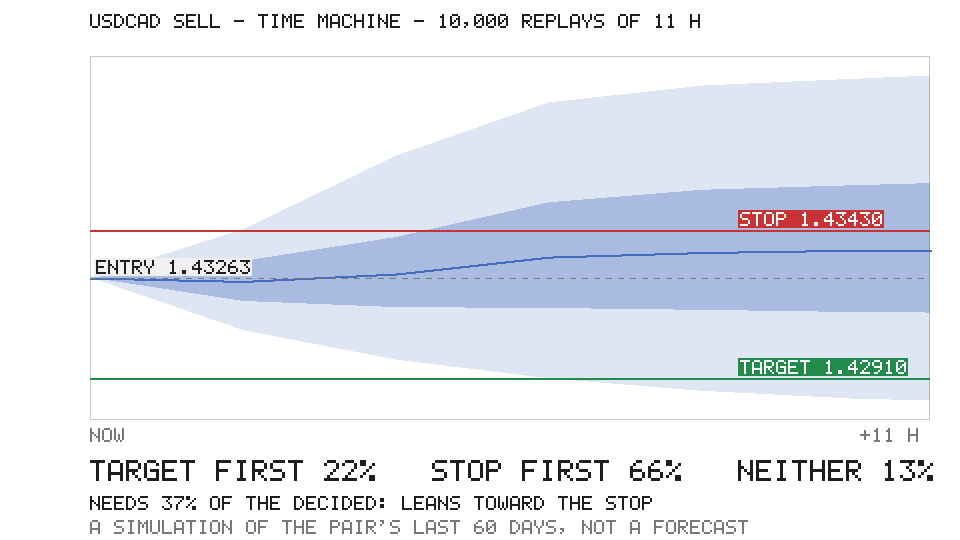 USDCAD SELL - TIME MACHINE - 10,000 REPLAYS OF 11 H
STOP 1.43430
ENTRY 1.43263
TARGET 1.42910
NOW +11 H
TARGET FIRST 22% STOP FIRST 66% NEITHER 13%
NEEDS 37% OF THE DECIDED: LEANS TOWARD THE STOP
A SIMULATION OF THE PAIR'S LAST 60 DAYS, NOT A FORECAST